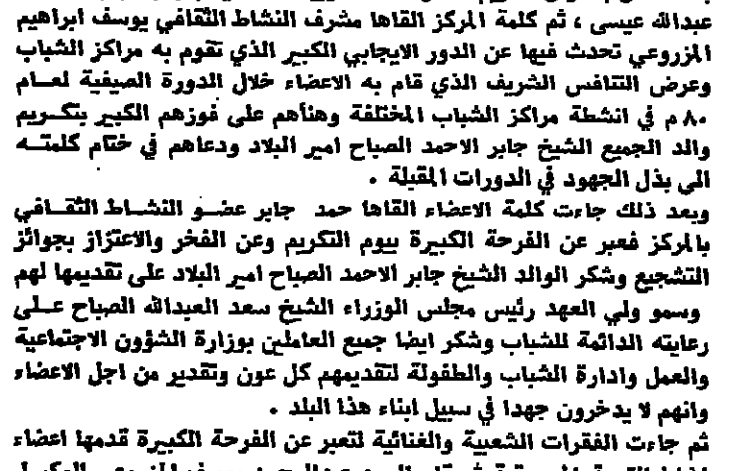 عبدالله عيسى ، ثم كلمة المركز القاها مشرف النشاط الثقافي يوسف ابراهيم
المزروعي تحدث فيها عن الدور الايجابي الكبير الذي تقوم به مراكز الشباب
وعرض التنافس الشريف الذي قام به الاعضاء خلال الدورة الصيفية لعام
٨٠ م في انشطة مراكز الشباب المختلفة وهنأهم على فوزهم الكبير بتكريم
والد الجميع الشيخ جابر الاحمد الصباح امير البلاد ودعاهم في ختام كلمته
الى بذل الجهود في الدورات المقبلة .
وبعد ذلك جاءت كلمة الاعضاء القاها حمد جابر عضو النشاط الثقافي
بالمركز فعبر عن الفرحة الكبيرة بيوم التكريم وعن الفخر والاعتزاز بجوائز
التشجيع وشكر الوالد الشيخ جابر الاحمد الصباح امير البلاد على تقديمها لهم
وسمو ولي العهد رئيس مجلس الوزراء الشيخ سعد العبدالله الصباح على
رعايته الدائمة للشباب وشكر ايضا جميع العاملين بوزارة الشؤون الاجتماعية
والعمل وادارة الشباب والطفولة لتقديمهم كل عون وتقدير من اجل الاعضاء
وانهم لا يدخرون جهدا في سبيل ابناء هذا البلد .
ثم جاءت الفقرات الشعبية والغنائية لتعبر عن الفرحة الكبيرة قدمها اعضاء